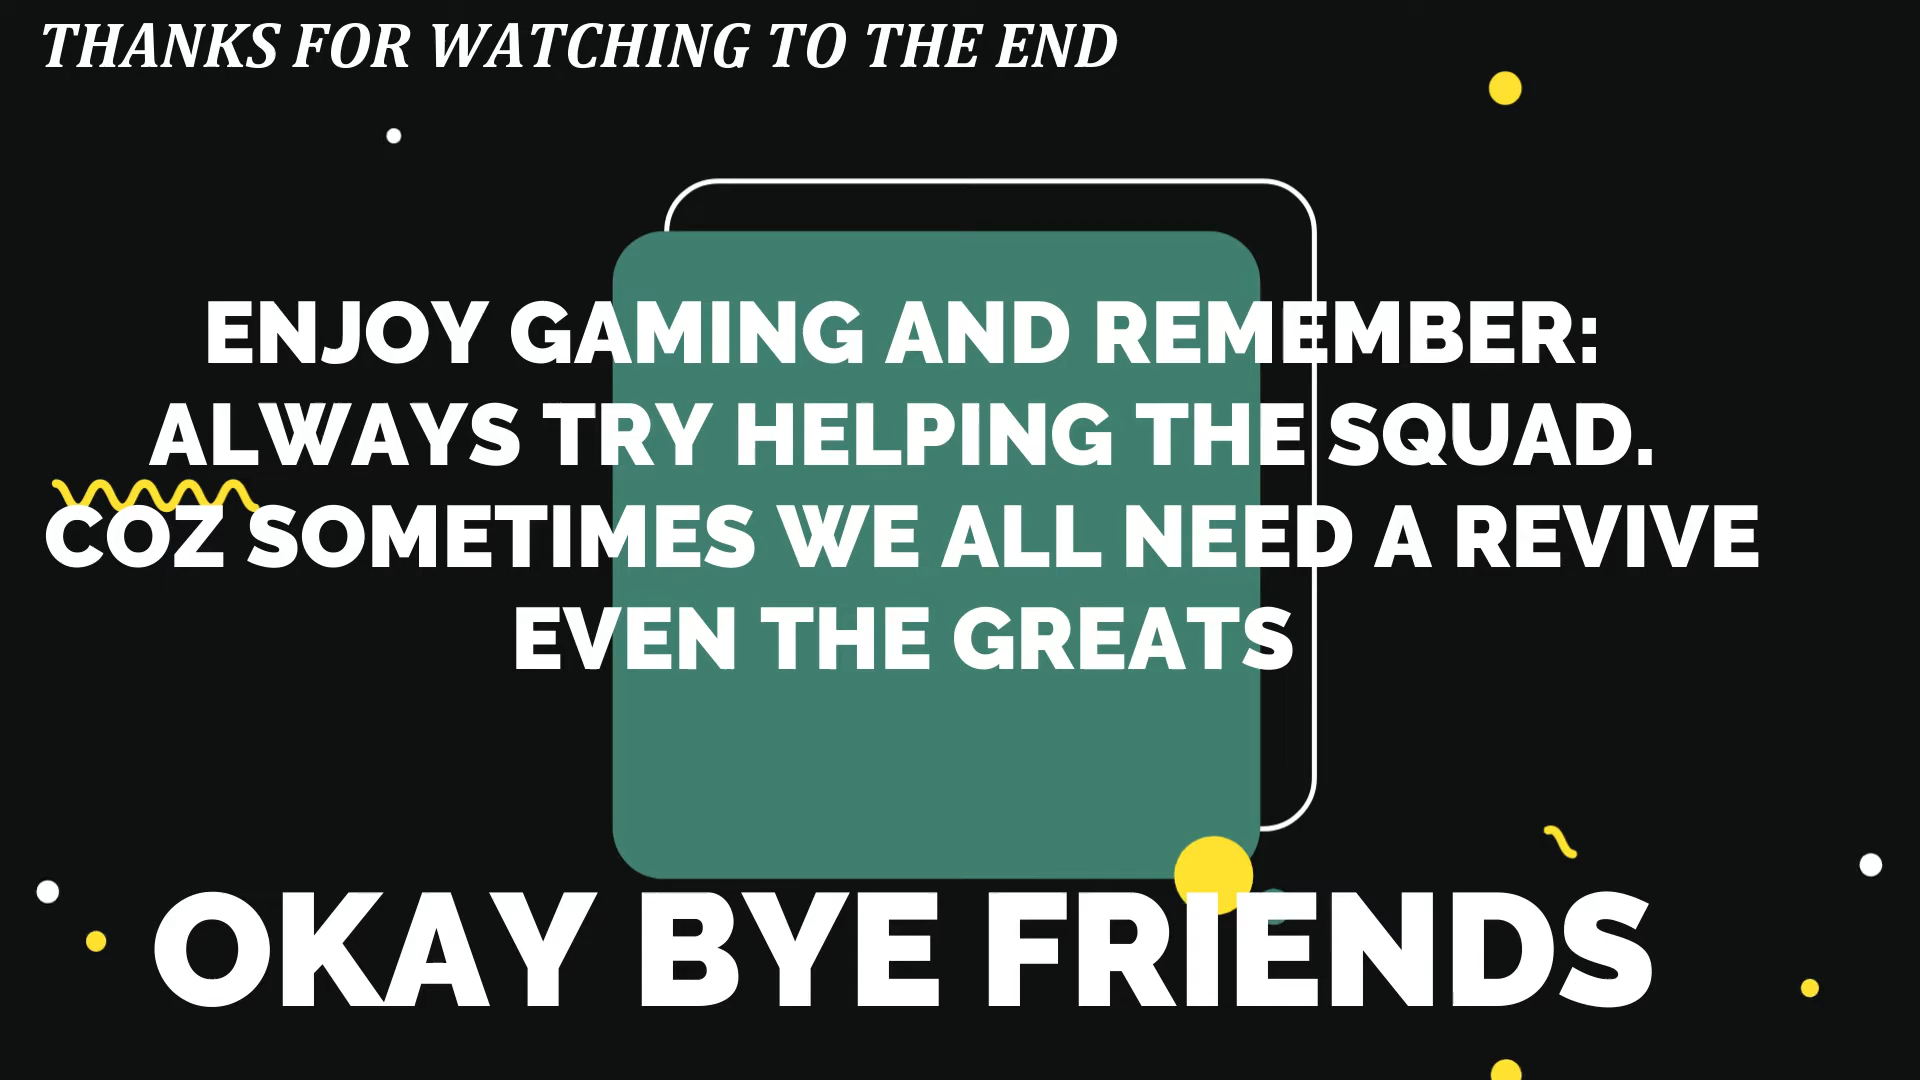 THANKS FOR WATCHING TO THE END
ENJOY GAMING AND REMEMBER:
ALWAYS TRY HELPING THE SQUAD.
COZ SOMETIMES WE ALL NEED A REVIVE
EVEN THE GREATS
OKAY BYE FRIENDS